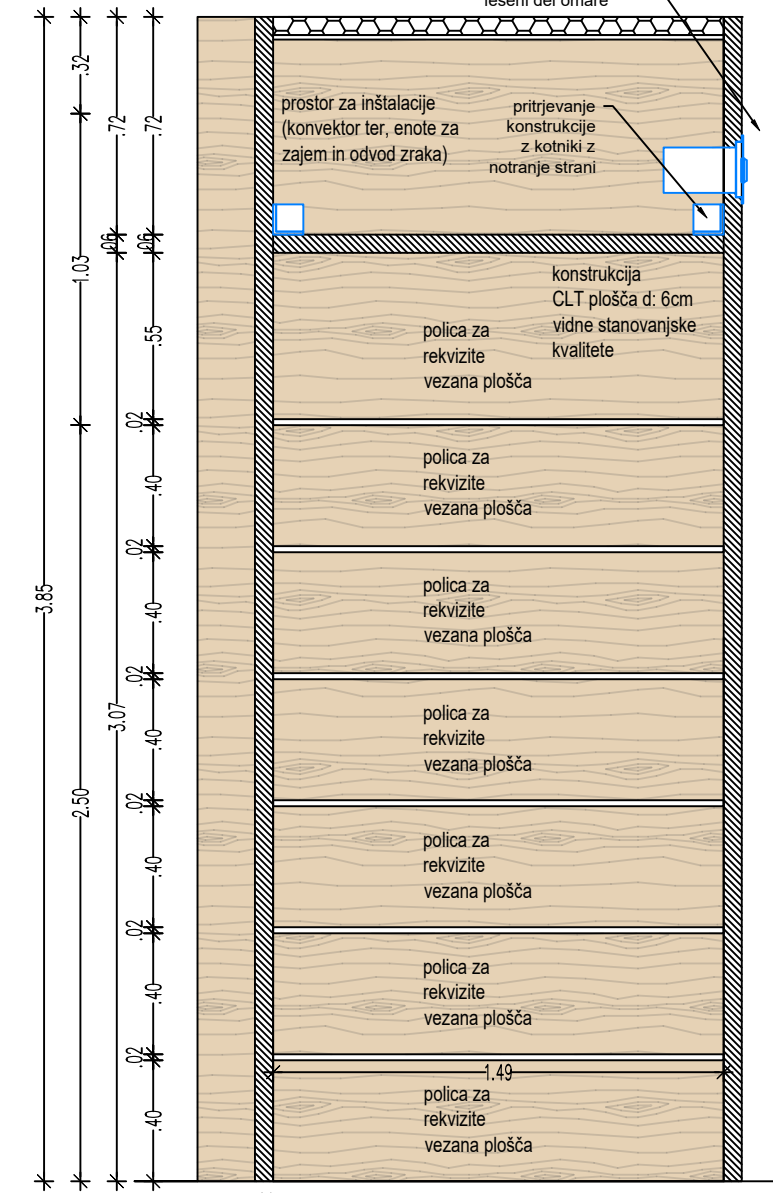 leseni del omare
prostor za inštalacije
(konvektor ter, enote za
zajem in odvod zraka)
pritrjevanje
konstrukcije
z kotniki z
notranje strani
konstrukcija
CLT plošča d: 6cm
vidne stanovanjske
kvalitete
polica za
rekvizite
vezana plošča
polica za
rekvizite
vezana plošča
polica za
rekvizite
vezana plošča
polica za
rekvizite
vezana plošča
polica za
rekvizite
vezana plošča
polica za
rekvizite
vezana plošča
1.49
polica za
rekvizite
vezana plošča
3.85
.32
1.03
2.50
.72
.06
3.07
.72
.06
.55
.02
.40
.02
.40
.02
.40
.02
.40
.02
.40
.02
.40